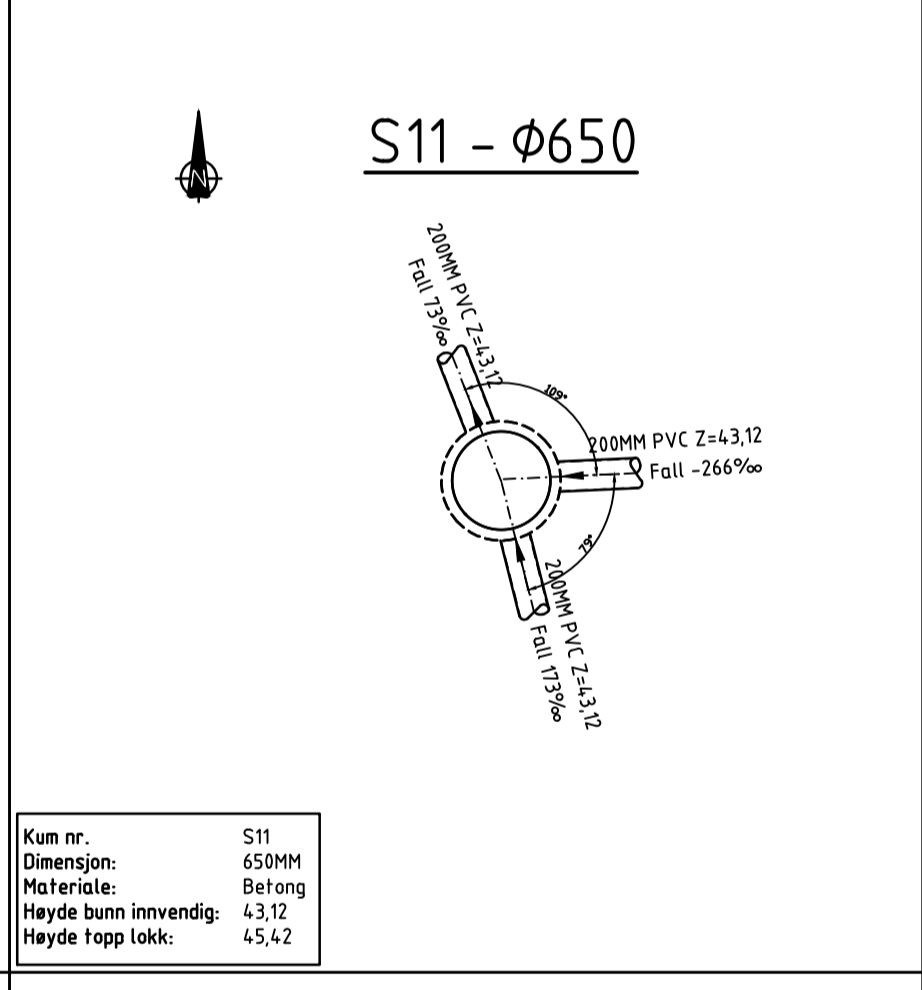 S11 - Φ650
N
200MM PVC Z=43,12
Fall 73‰
109°
200MM PVC Z=43,12
Fall -266‰
79°
200MM PVC Z=43,12
Fall 173‰
Kum nr. S11
Dimensjon: 650MM
Materiale: Betong
Høyde bunn innvendig: 43,12
Høyde topp lokk: 45,42